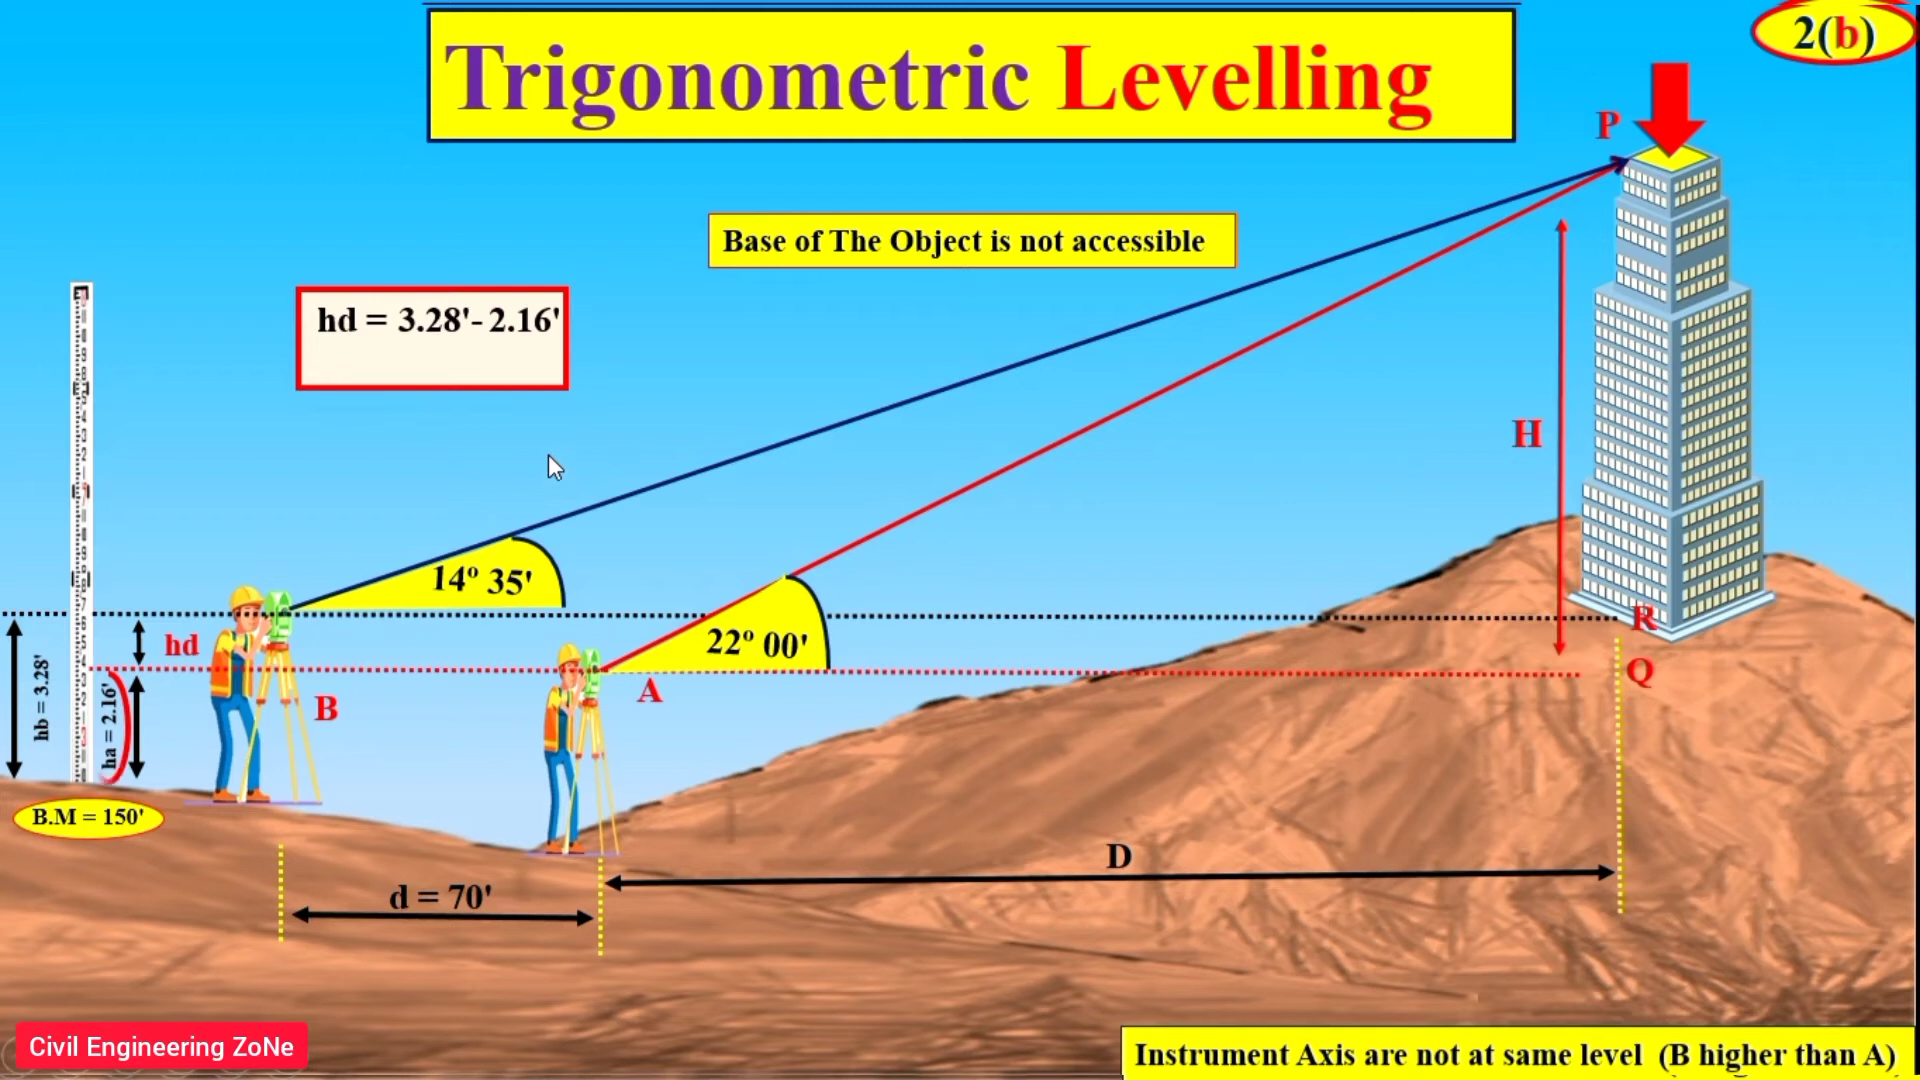 2(b)
Trigonometric Levelling
P
Base of The Object is not accessible
hd = 3.28'- 2.16'
H
14º 35'
22º 00'
R
hd
Q
hb = 3.28'
ha = 2.16'
B
A
B.M = 150'
D
d = 70'
Civil Engineering ZoNe
Instrument Axis are not at same level (B higher than A)